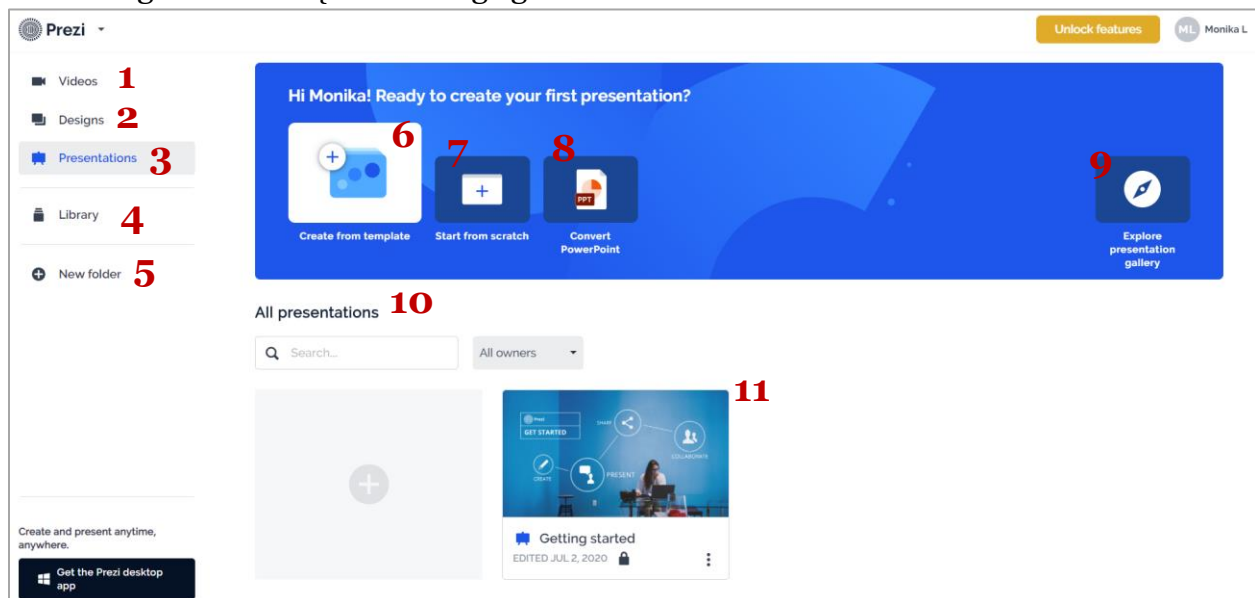 Prezi
Unlock features
ML
Monika L
Videos 1
Designs 2
Presentations 3
Library 4
New folder 5
Hi Monika! Ready to create your first presentation?
6
7
8
9
PPT
Create from template
Start from scratch
Convert
PowerPoint
Explore
presentation
gallery
All presentations 10
Search...
All owners
11
Prezi
GET STARTED
SHARE
COLLABORATE
CREATE
PRESENT
Getting started
EDITED JUL 2, 2020
Create and present anytime,
anywhere.
Get the Prezi desktop
app